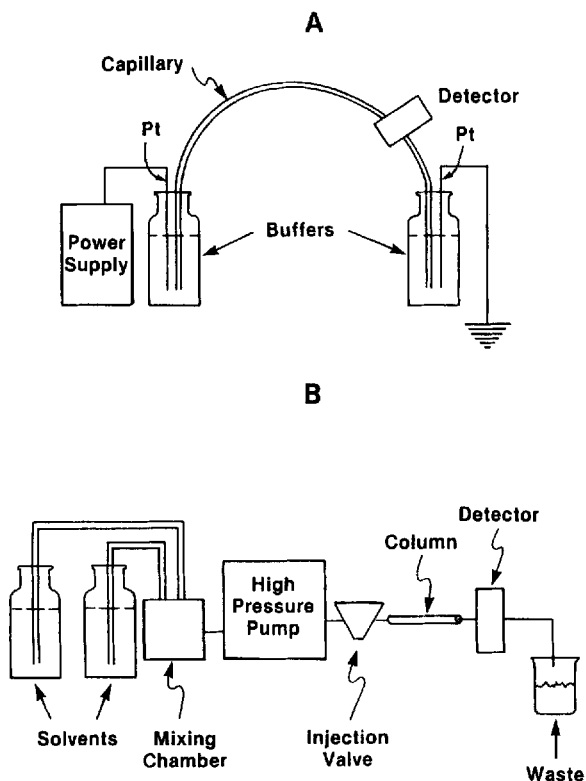 A
Capillary
Detector
Pt
Pt
Power
Supply
Buffers
B
Detector
Column
High
Pressure
Pump
Solvents
Mixing
Chamber
Injection
Valve
Waste